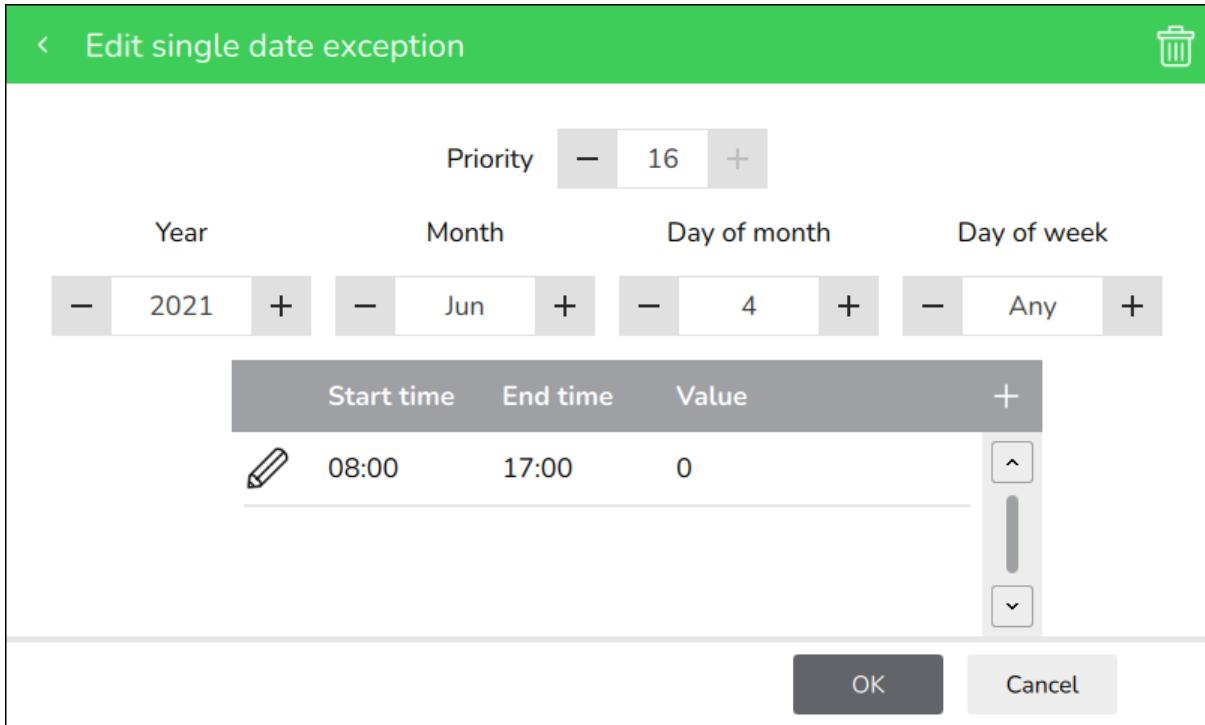 Edit single date exception
Priority − 16 +
Year Month Day of month Day of week
− 2021 + − Jun + − 4 + − Any +
Start time End time Value +
08:00 17:00 0
OK Cancel